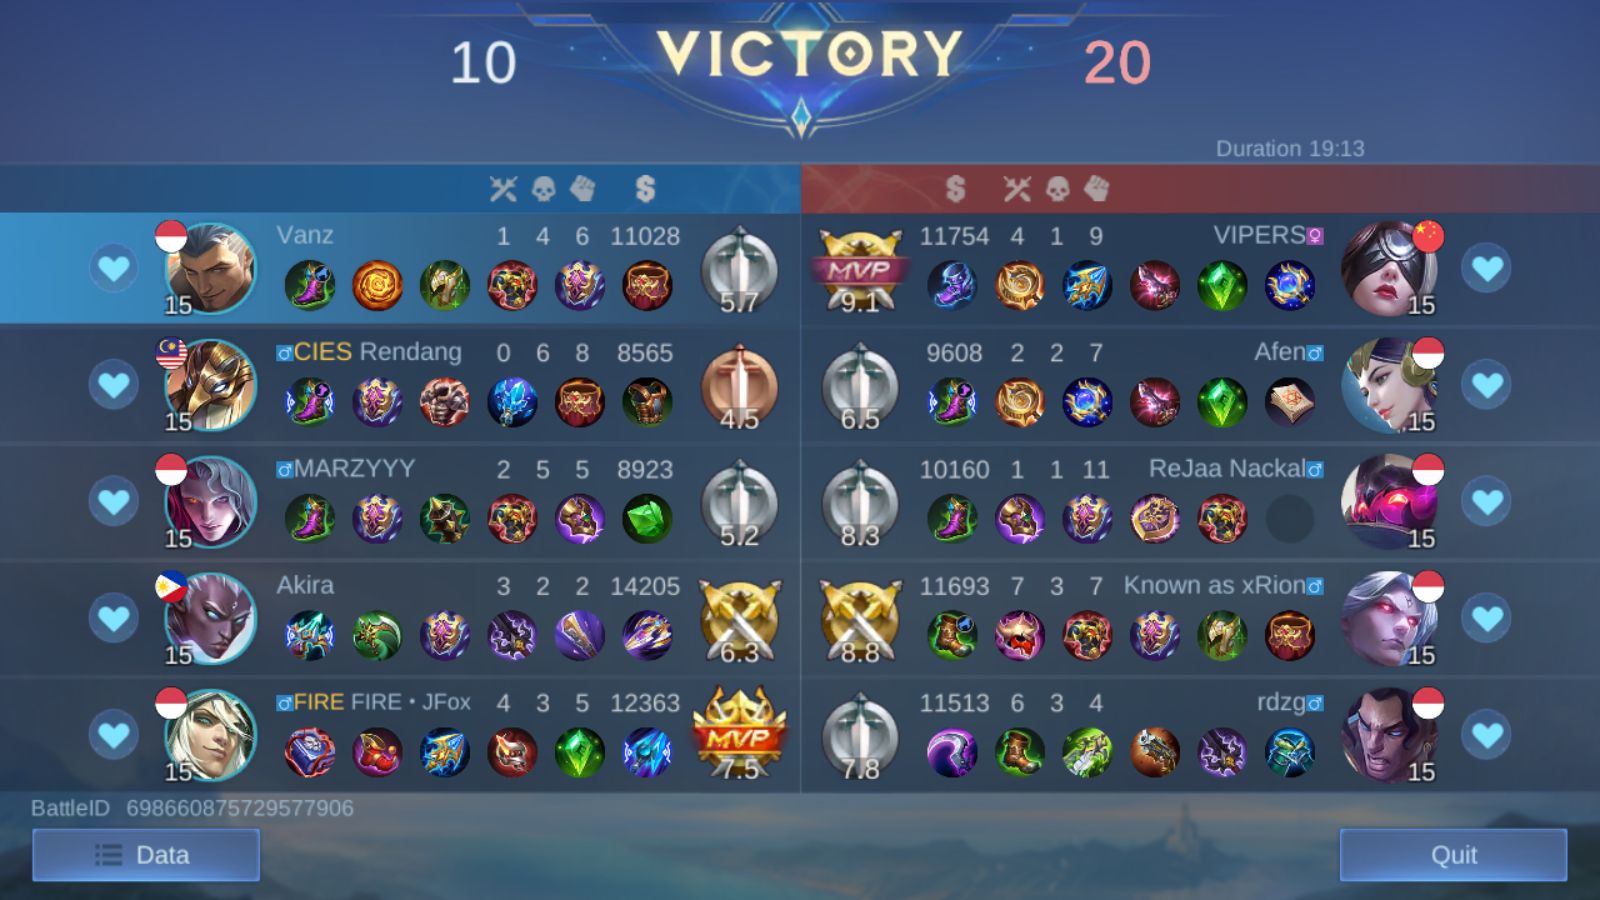 10 VICTORY 20
Duration 19:13
Vanz 1 4 6 11028
15 5.7
MVP 9.1 11754 4 1 9 VIPERS
15
CIES Rendang 0 6 8 8565
15 4.5
6.5 9608 2 2 7 Afen
15
MARZYYY 2 5 5 8923
15 5.2
8.3 10160 1 1 11 ReJaa Nackal
15
Akira 3 2 2 14205
15 6.3
8.8 11693 7 3 7 Known as xRion
15
FIRE FIRE • JFox 4 3 5 12363
15 MVP 7.5
7.8 11513 6 3 4 rdzg
15
BattleID 698660875729577906
Data
Quit